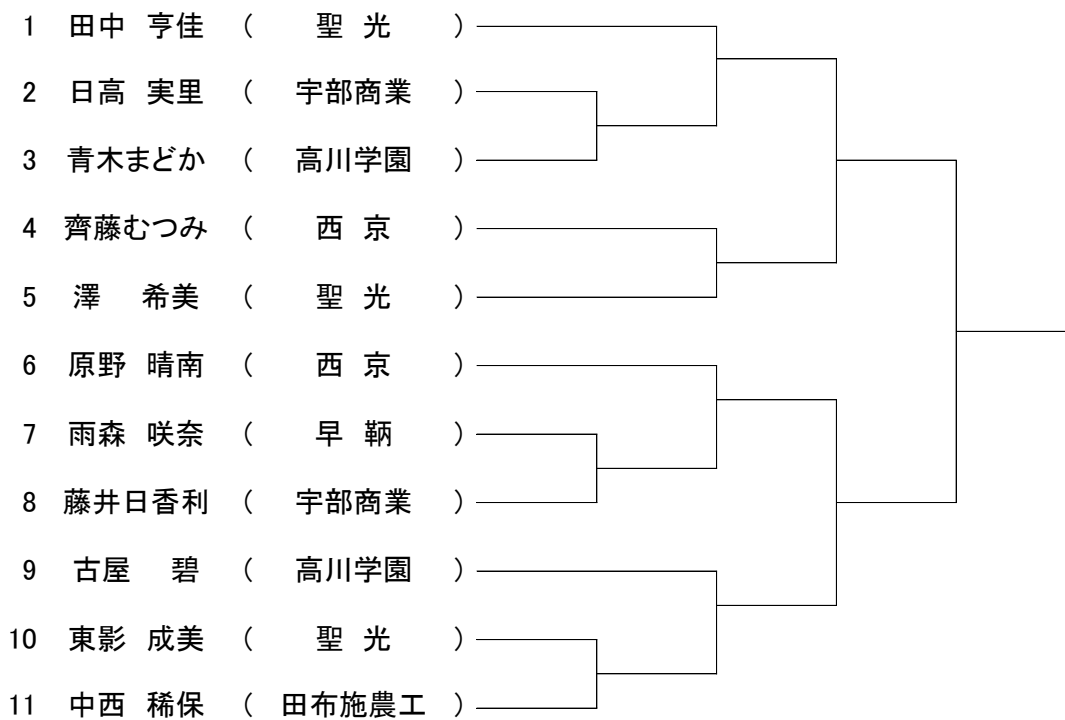 1 田中 亨佳 ( 聖 光 )
2 日高 実里 ( 宇部商業 )
3 青木まどか ( 高川学園 )
4 齊藤むつみ ( 西 京 )
5 澤 希美 ( 聖 光 )
6 原野 晴南 ( 西 京 )
7 雨森 咲奈 ( 早 鞆 )
8 藤井日香利 ( 宇部商業 )
9 古屋 碧 ( 高川学園 )
10 東影 成美 ( 聖 光 )
11 中西 稀保 ( 田布施農工 )